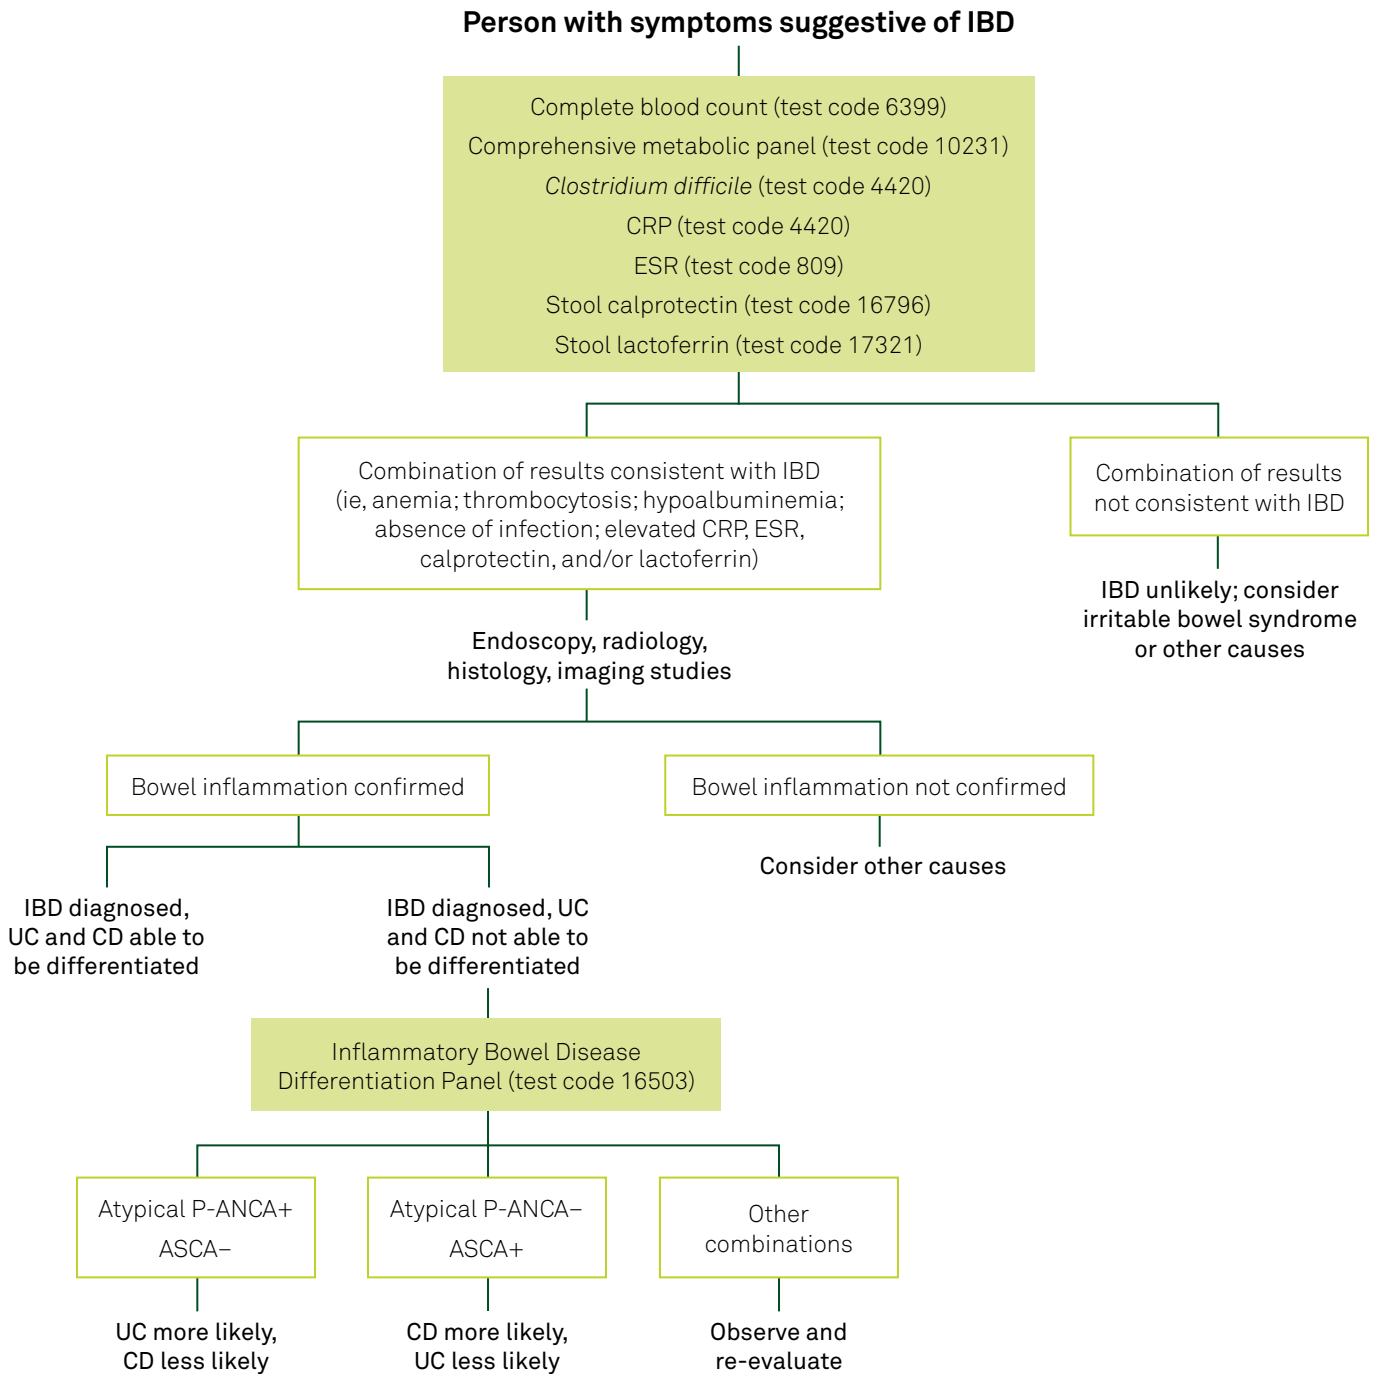 Person with symptoms suggestive of IBD
Complete blood count (test code 6399)
Comprehensive metabolic panel (test code 10231)
Clostridium difficile (test code 4420)
CRP (test code 4420)
ESR (test code 809)
Stool calprotectin (test code 16796)
Stool lactoferrin (test code 17321)
Combination of results consistent with IBD
(ie, anemia; thrombocytosis; hypoalbuminemia;
absence of infection; elevated CRP, ESR,
calprotectin, and/or lactoferrin)
Combination of results
not consistent with IBD
IBD unlikely; consider
irritable bowel syndrome
or other causes
Endoscopy, radiology,
histology, imaging studies
Bowel inflammation confirmed
Bowel inflammation not confirmed
Consider other causes
IBD diagnosed,
UC and CD able to
be differentiated
IBD diagnosed, UC
and CD not able to
be differentiated
Inflammatory Bowel Disease
Differentiation Panel (test code 16503)
Atypical P-ANCA+
ASCA–
Atypical P-ANCA–
ASCA+
Other
combinations
UC more likely,
CD less likely
CD more likely,
UC less likely
Observe and
re-evaluate